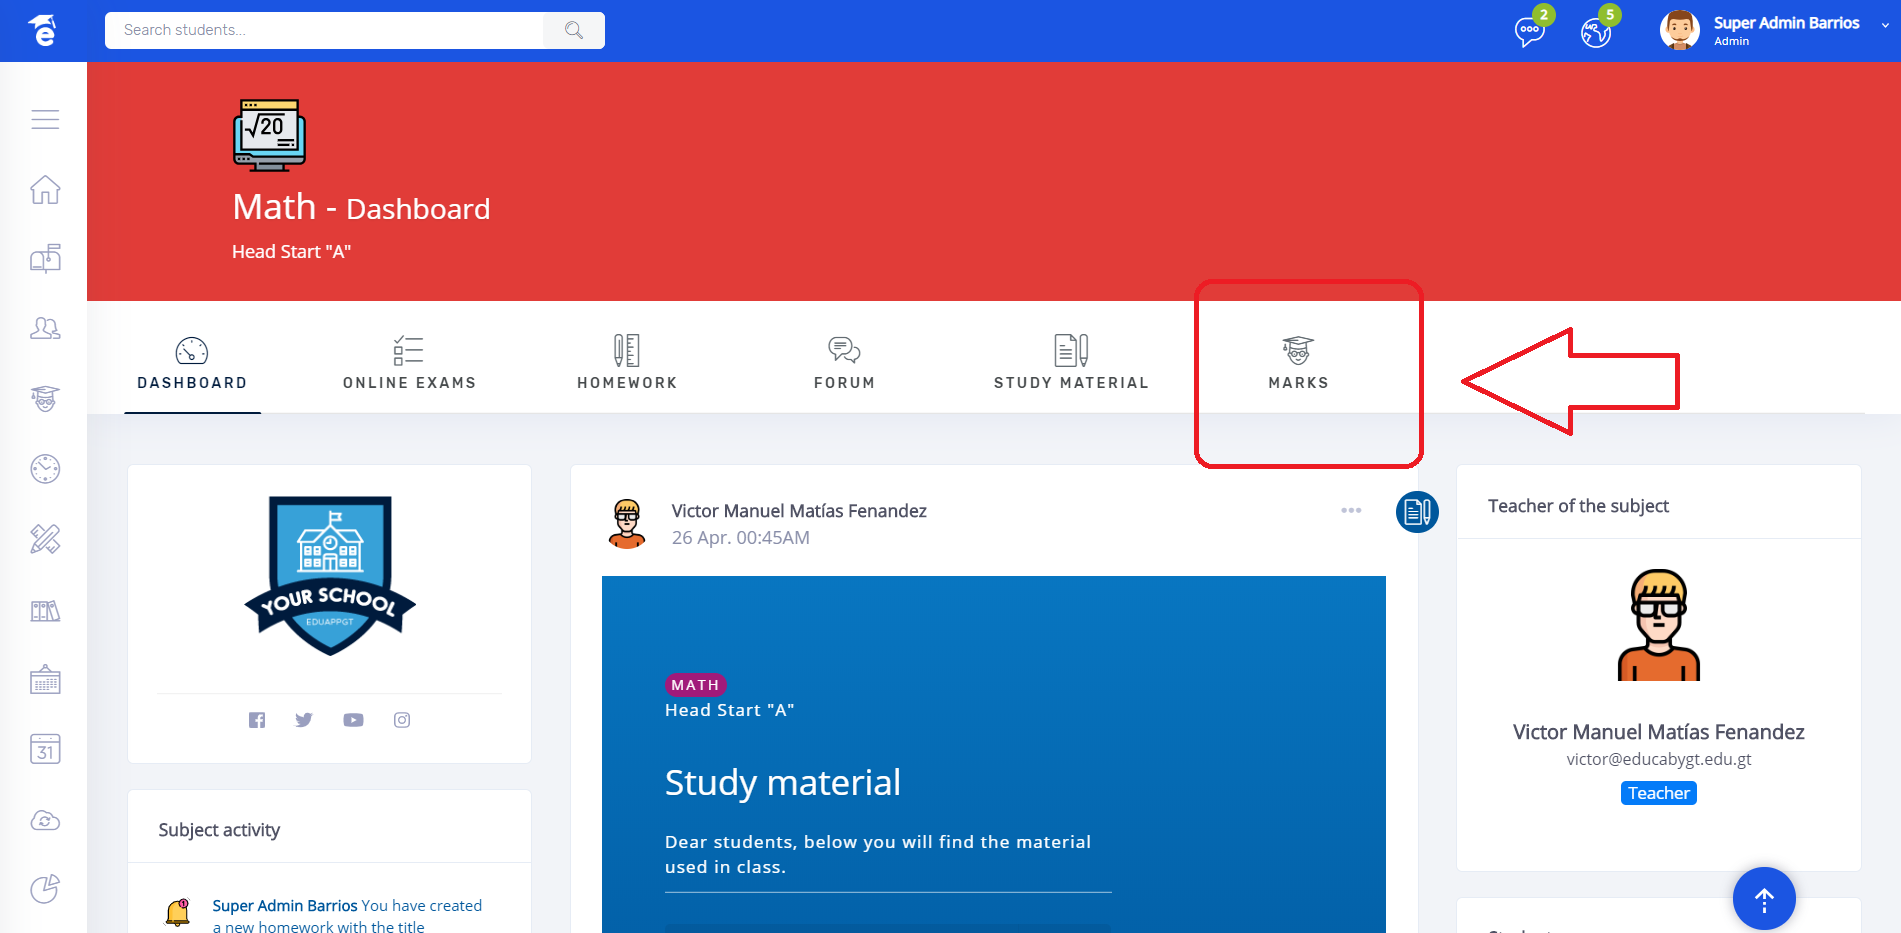 Search students...
2
5
Super Admin Barrios
Admin
√20
Math - Dashboard
Head Start "A"
DASHBOARD
ONLINE EXAMS
HOMEWORK
FORUM
STUDY MATERIAL
MARKS
YOUR SCHOOL
EDUAPPGT
Victor Manuel Matías Fenandez
26 Apr. 00:45AM
MATH
Head Start "A"
Study material
Dear students, below you will find the material
used in class.
Teacher of the subject
Victor Manuel Matías Fenandez
victor@educabygt.edu.gt
Teacher
31
Subject activity
1
Super Admin Barrios You have created
a new homework with the title